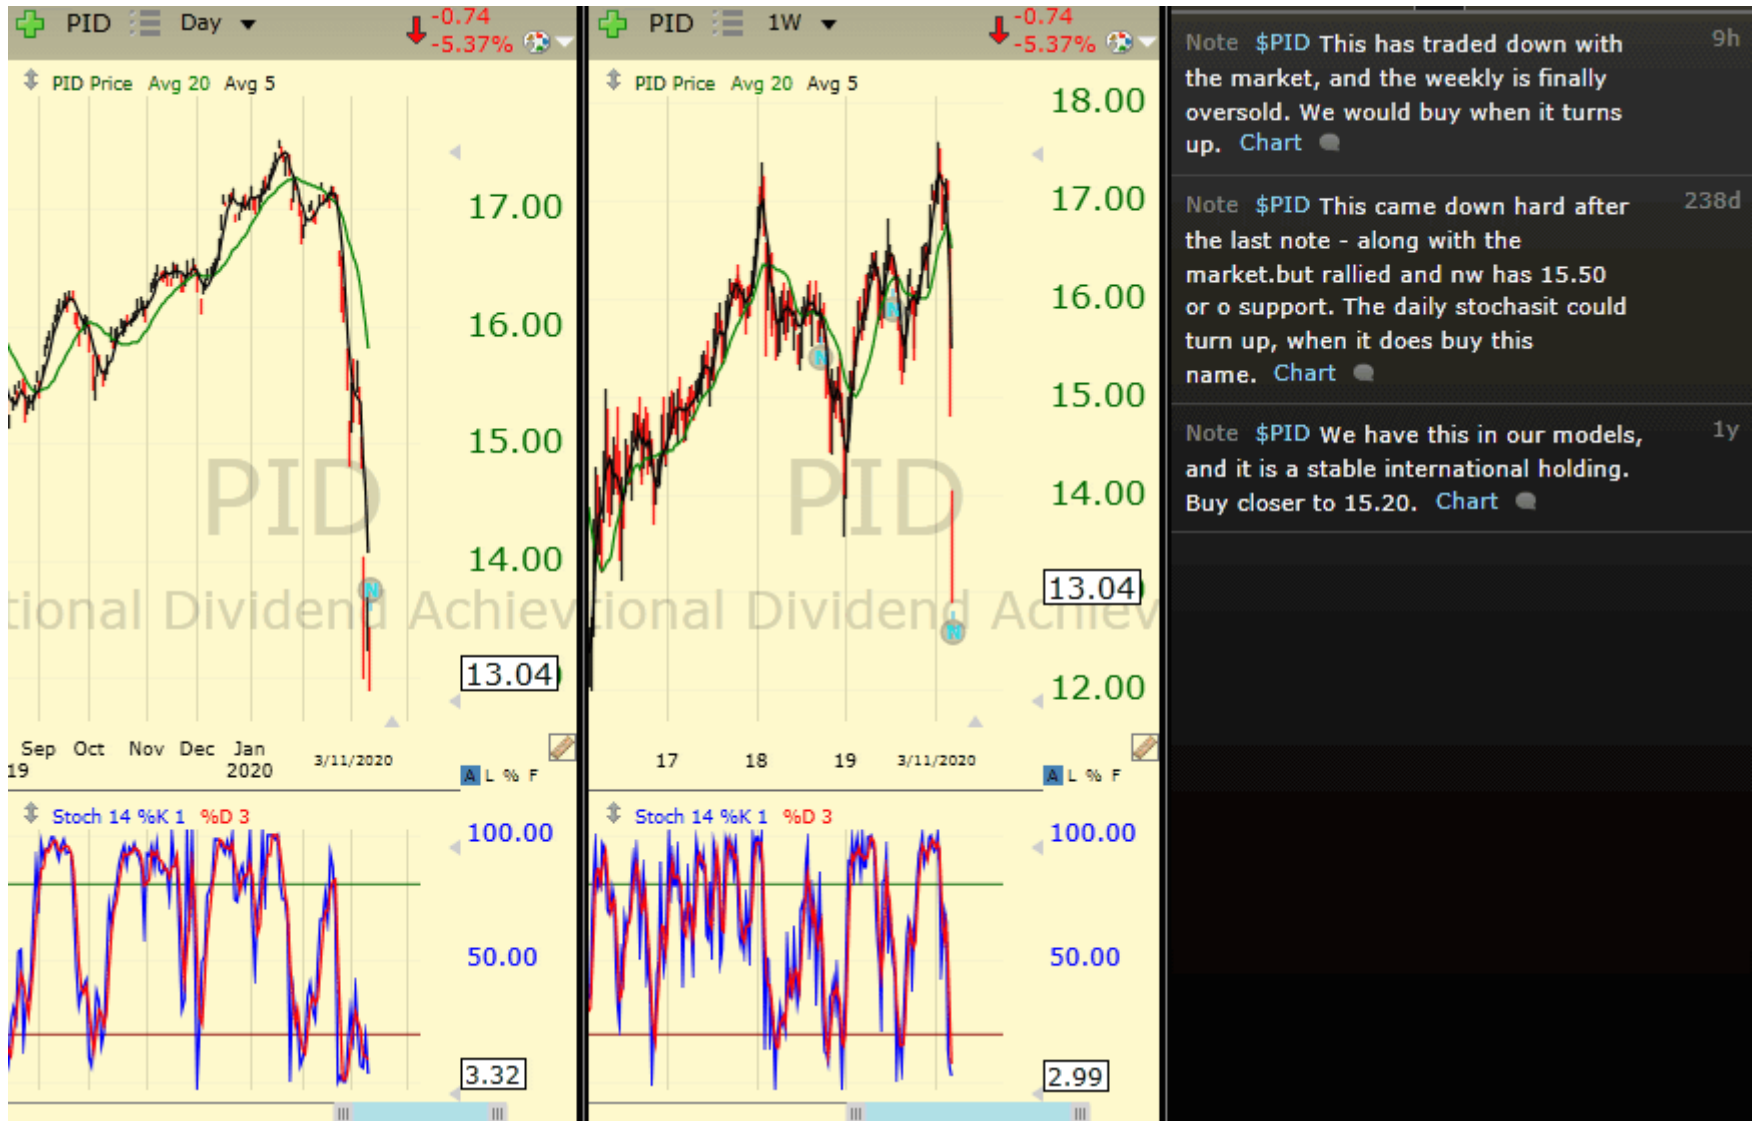 PID Day -0.74
-5.37%
PID Price Avg 20 Avg 5
17.00
16.00
15.00
PID
14.00
tional Dividend Achiev
13.04
Sep Oct Nov Dec Jan
19 2020 3/11/2020
A L % F
Stoch 14 %K 1 %D 3
100.00
50.00
3.32
PID 1W -0.74
-5.37%
PID Price Avg 20 Avg 5
18.00
17.00
16.00
N
N
15.00
PID
14.00
13.04
tional Dividend Achiev
N
12.00
17 18 19 3/11/2020
A L % F
Stoch 14 %K 1 %D 3
100.00
50.00
2.99
Note $PID This has traded down with 9h
the market, and the weekly is finally
oversold. We would buy when it turns
up. Chart
Note $PID This came down hard after 238d
the last note - along with the
market.but rallied and nw has 15.50
or o support. The daily stochasit could
turn up, when it does buy this
name. Chart
Note $PID We have this in our models, 1y
and it is a stable international holding.
Buy closer to 15.20. Chart